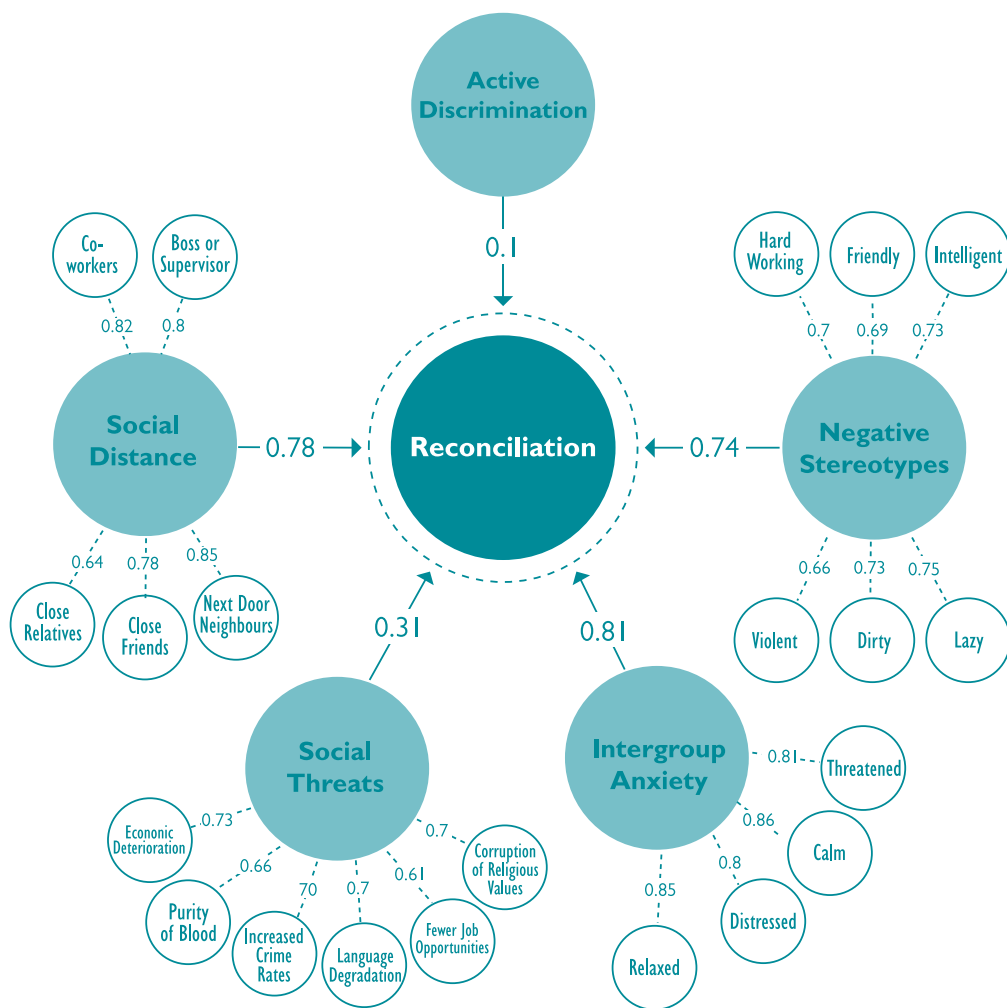 Active
Discrimination
0.1
Co-
workers
Boss or
Supervisor
0.82
0.8
Social
Distance
0.78
0.64
0.78
0.85
Close
Relatives
Close
Friends
Next Door
Neighbours
Reconciliation
Hard
Working
Friendly
Intelligent
0.7
0.69
0.73
Negative
Stereotypes
0.74
0.66
0.73
0.75
Violent
Dirty
Lazy
0.31
Social
Threats
0.73
0.66
70
0.7
0.61
0.7
Economic
Deterioration
Purity
of Blood
Increased
Crime
Rates
Language
Degradation
Fewer Job
Opportunities
Corruption
of Religious
Values
0.81
Intergroup
Anxiety
0.81
0.86
0.8
0.85
Threatened
Calm
Distressed
Relaxed